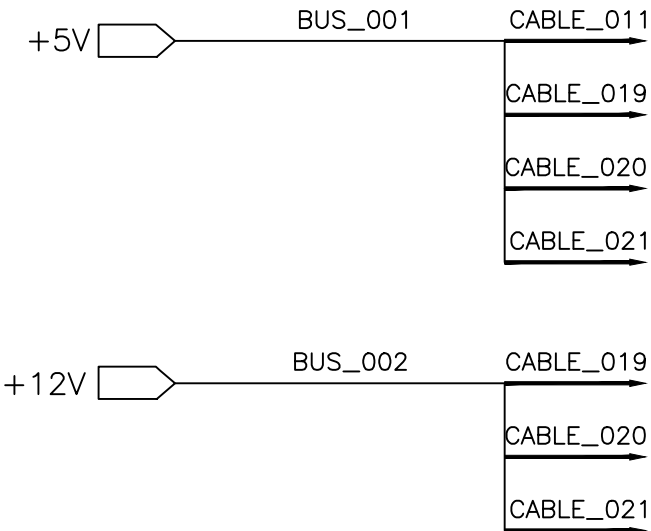 BUS_001 CABLE_011
+5V
CABLE_019
CABLE_020
CABLE_021
BUS_002 CABLE_019
+12V
CABLE_020
CABLE_021